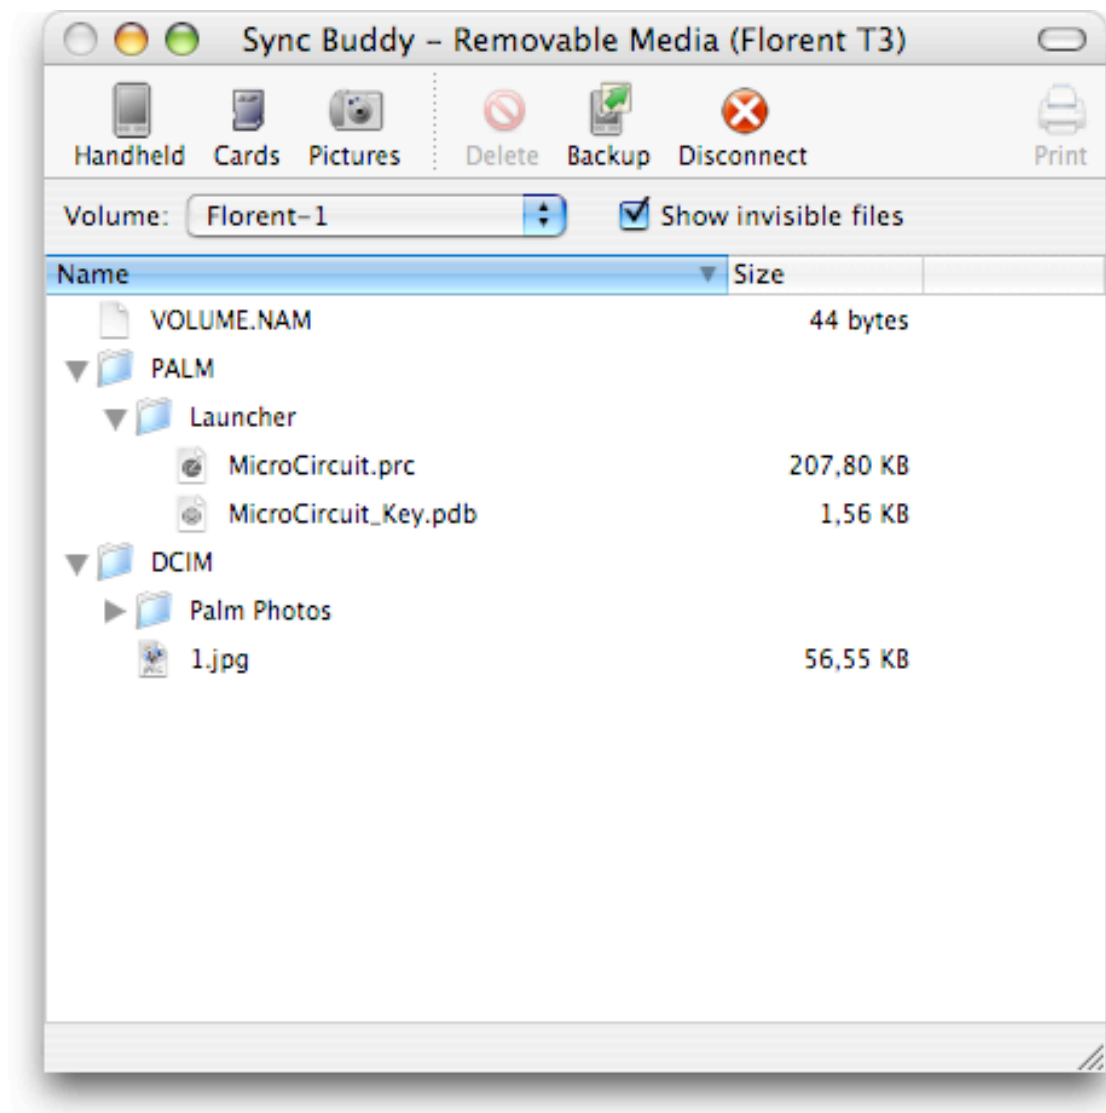 Sync Buddy – Removable Media (Florent T3)
Handheld Cards Pictures Delete Backup Disconnect Print
Volume: Florent-1 Show invisible files
Name Size
VOLUME.NAM 44 bytes
PALM
Launcher
MicroCircuit.prc 207,80 KB
MicroCircuit_Key.pdb 1,56 KB
DCIM
Palm Photos
1.jpg 56,55 KB